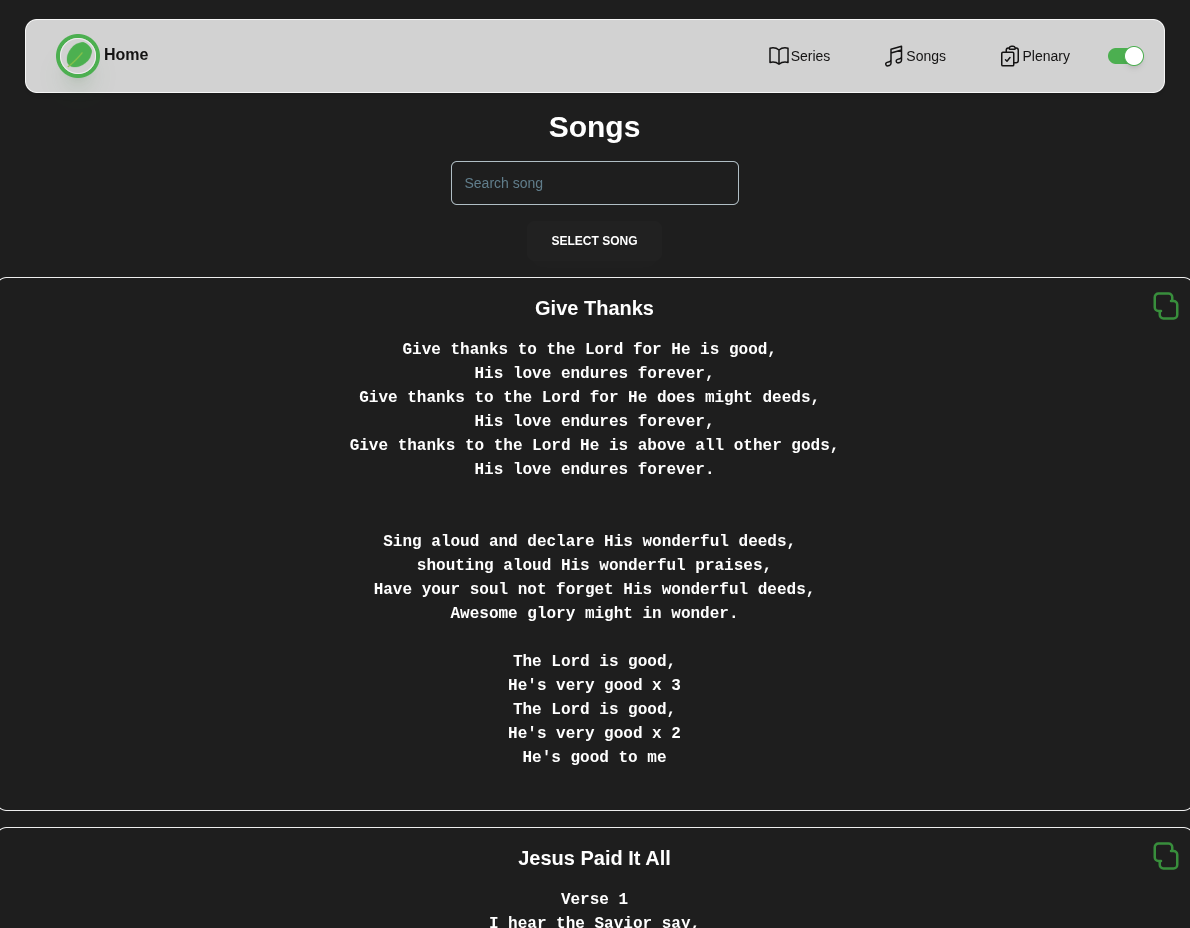 Home
Series
Songs
Plenary
Songs
Search song
SELECT SONG
Give Thanks
Give thanks to the Lord for He is good,
His love endures forever,
Give thanks to the Lord for He does might deeds,
His love endures forever,
Give thanks to the Lord He is above all other gods,
His love endures forever.
Sing aloud and declare His wonderful deeds,
shouting aloud His wonderful praises,
Have your soul not forget His wonderful deeds,
Awesome glory might in wonder.
The Lord is good,
He's very good x 3
The Lord is good,
He's very good x 2
He's good to me
Jesus Paid It All
Verse 1
I hear the Savior say,